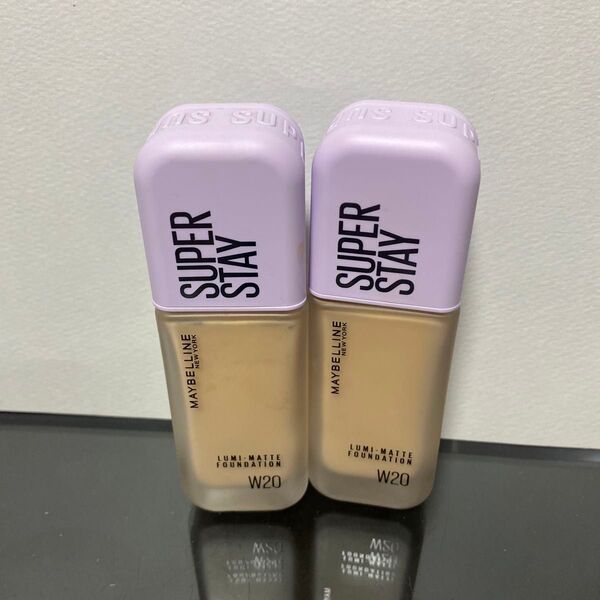 SUPER
STAY
MAYBELLINE
NEW YORK
LUMI-MATTE
FOUNDATION
W20
SUPER
STAY
MAYBELLINE
NEW YORK
LUMI-MATTE
FOUNDATION
W20